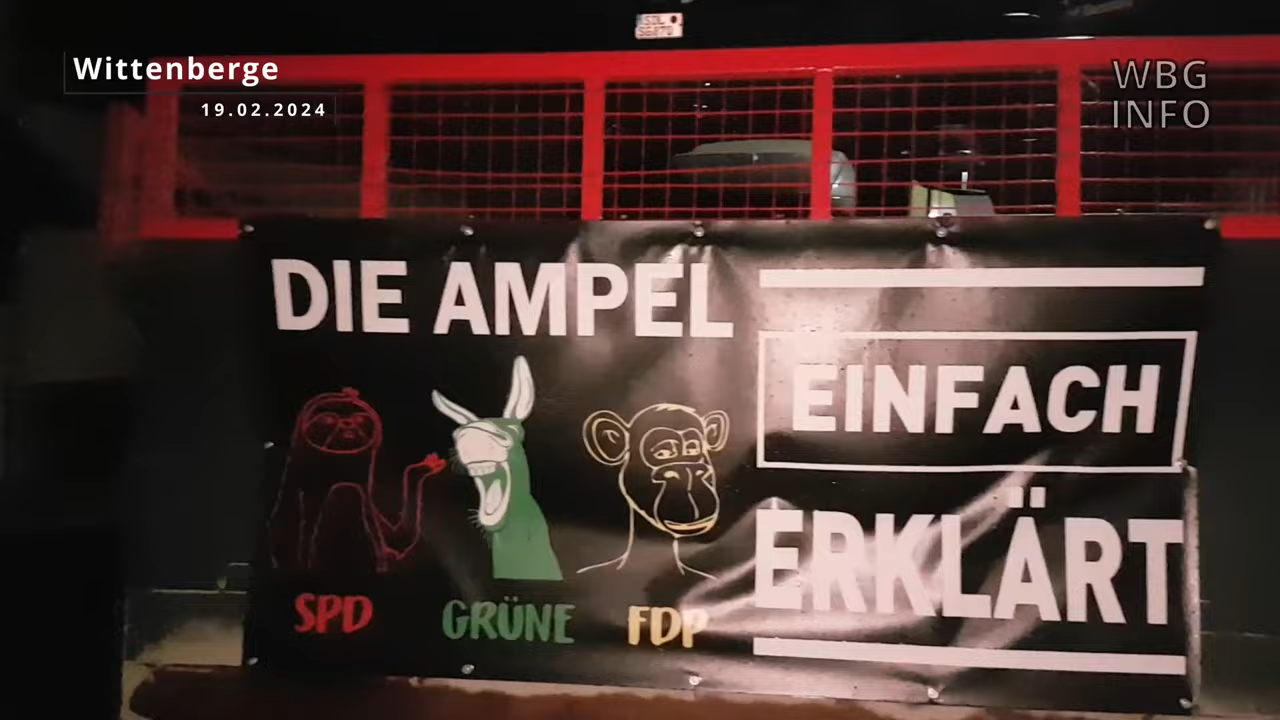 Wittenberge
19.02.2024
WBG
INFO
DIE AMPEL
EINFACH
ERKLÄRT
SPD GRÜNE FDP